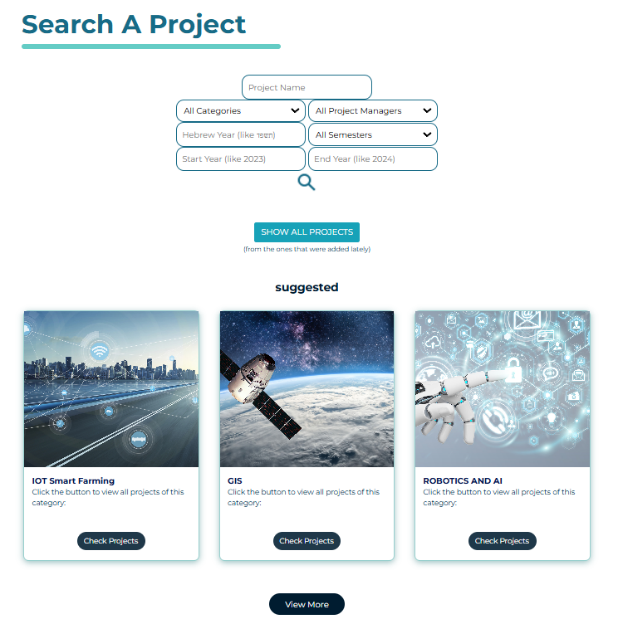 Search A Project
Project Name
All Categories
All Project Managers
Hebrew Year (like
All Semesters
Start Year (like 2023)
End Year (like 2024)
SHOW ALL PROJECTS
(from the ones that were added lately)
suggested
IOT Smart Farming
Click the button to view all projects of this
category:
Check Projects
GIS
Click the button to view all projects of this
category:
Check Projects
ROBOTICS AND AI
Click the button to view all projects of this
category:
Check Projects
View More